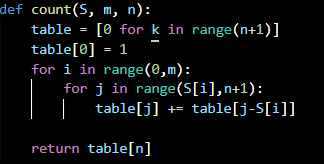 def count(S, m, n):
    table = [0 for k in range(n+1)]
    table[0] = 1
    for i in range(0,m):
        for j in range(S[i],n+1):
            table[j] += table[j-S[i]]

    return table[n]